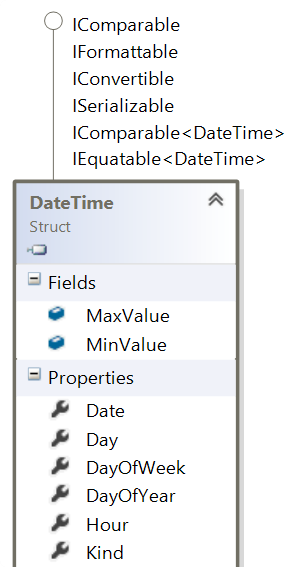 IComparable
IFormattable
IConvertible
ISerializable
IComparable<DateTime>
IEquatable<DateTime>
DateTime
Struct
Fields
MaxValue
MinValue
Properties
Date
Day
DayOfWeek
DayOfYear
Hour
Kind